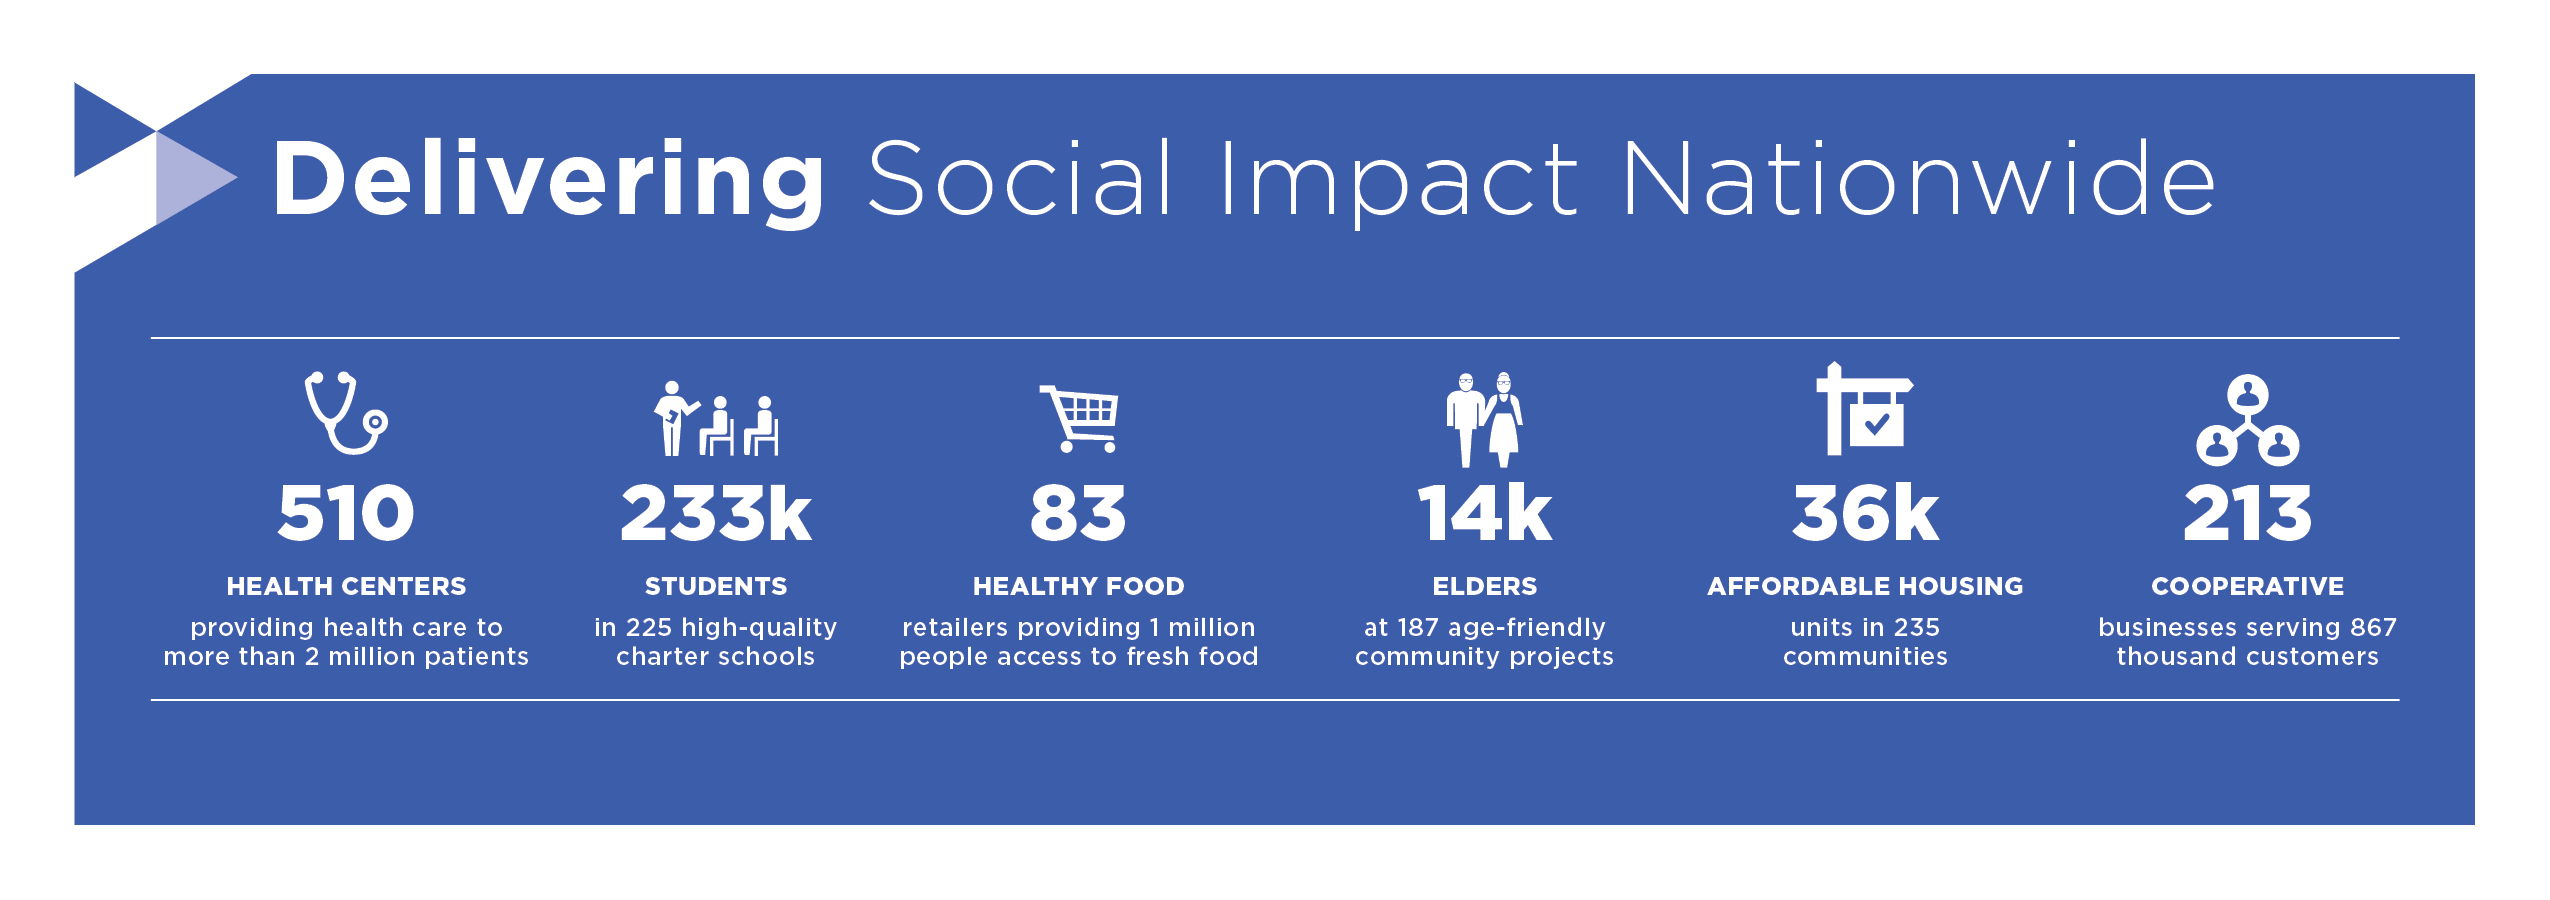 Delivering Social Impact Nationwide
510
HEALTH CENTERS
providing health care to
more than 2 million patients
233k
STUDENTS
in 225 high-quality
charter schools
83
HEALTHY FOOD
retailers providing 1 million
people access to fresh food
14k
ELDERS
at 187 age-friendly
community projects
36k
AFFORDABLE HOUSING
units in 235
communities
213
COOPERATIVE
businesses serving 867
thousand customers